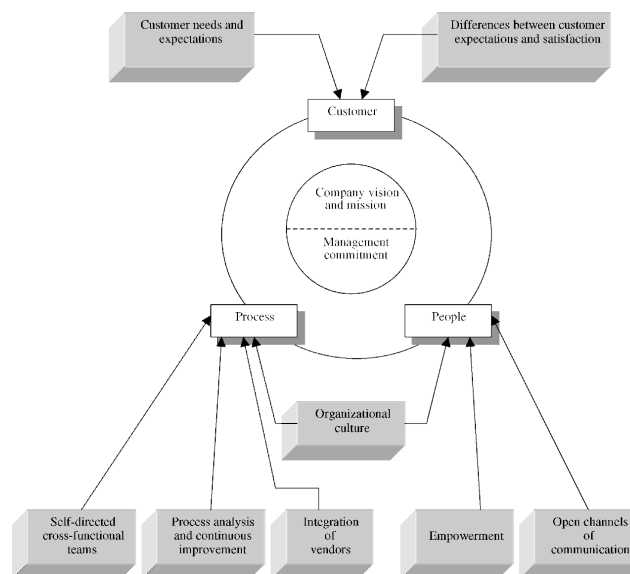 Customer needs and
expectations
Differences between customer
expectations and satisfaction
Customer
Company vision
and mission
Management
commitment
Process
People
Organizational
culture
Self-directed
cross-functional
teams
Process analysis
and continuous
improvement
Integration
of
vendors
Empowerment
Open channels
of
communication